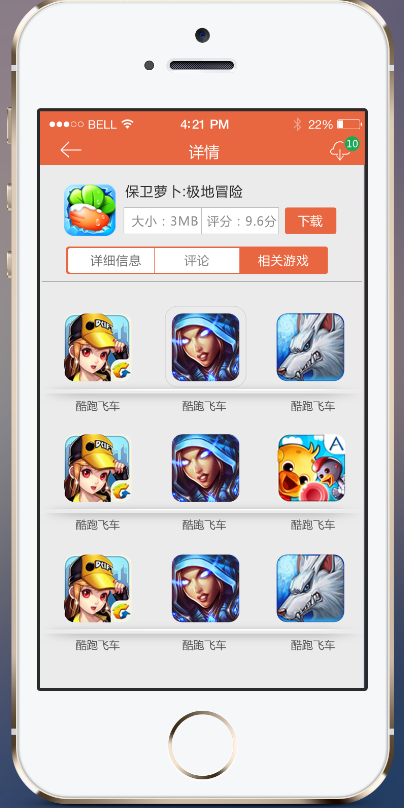 BELL 4:21 PM 22%
详情 10
保卫萝卜:极地冒险
大小：3MB 评分：9.6分 下载
详细信息 评论 相关游戏
酷跑飞车 酷跑飞车 酷跑飞车
酷跑飞车 酷跑飞车 酷跑飞车
酷跑飞车 酷跑飞车 酷跑飞车